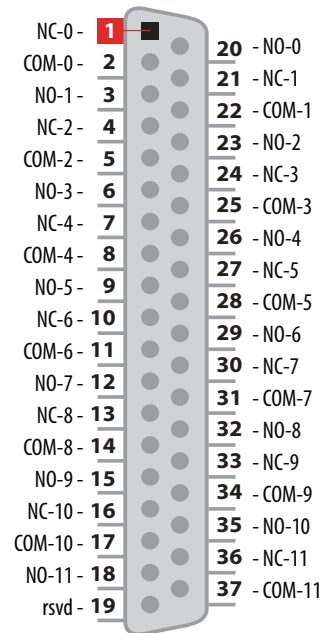 NC-0 - 1
COM-0 - 2
NO-1 - 3
NC-2 - 4
COM-2 - 5
NO-3 - 6
NC-4 - 7
COM-4 - 8
NO-5 - 9
NC-6 - 10
COM-6 - 11
NO-7 - 12
NC-8 - 13
COM-8 - 14
NO-9 - 15
NC-10 - 16
COM-10 - 17
NO-11 - 18
rsvd - 19
20 - NO-0
21 - NC-1
22 - COM-1
23 - NO-2
24 - NC-3
25 - COM-3
26 - NO-4
27 - NC-5
28 - COM-5
29 - NO-6
30 - NC-7
31 - COM-7
32 - NO-8
33 - NC-9
34 - COM-9
35 - NO-10
36 - NC-11
37 - COM-11